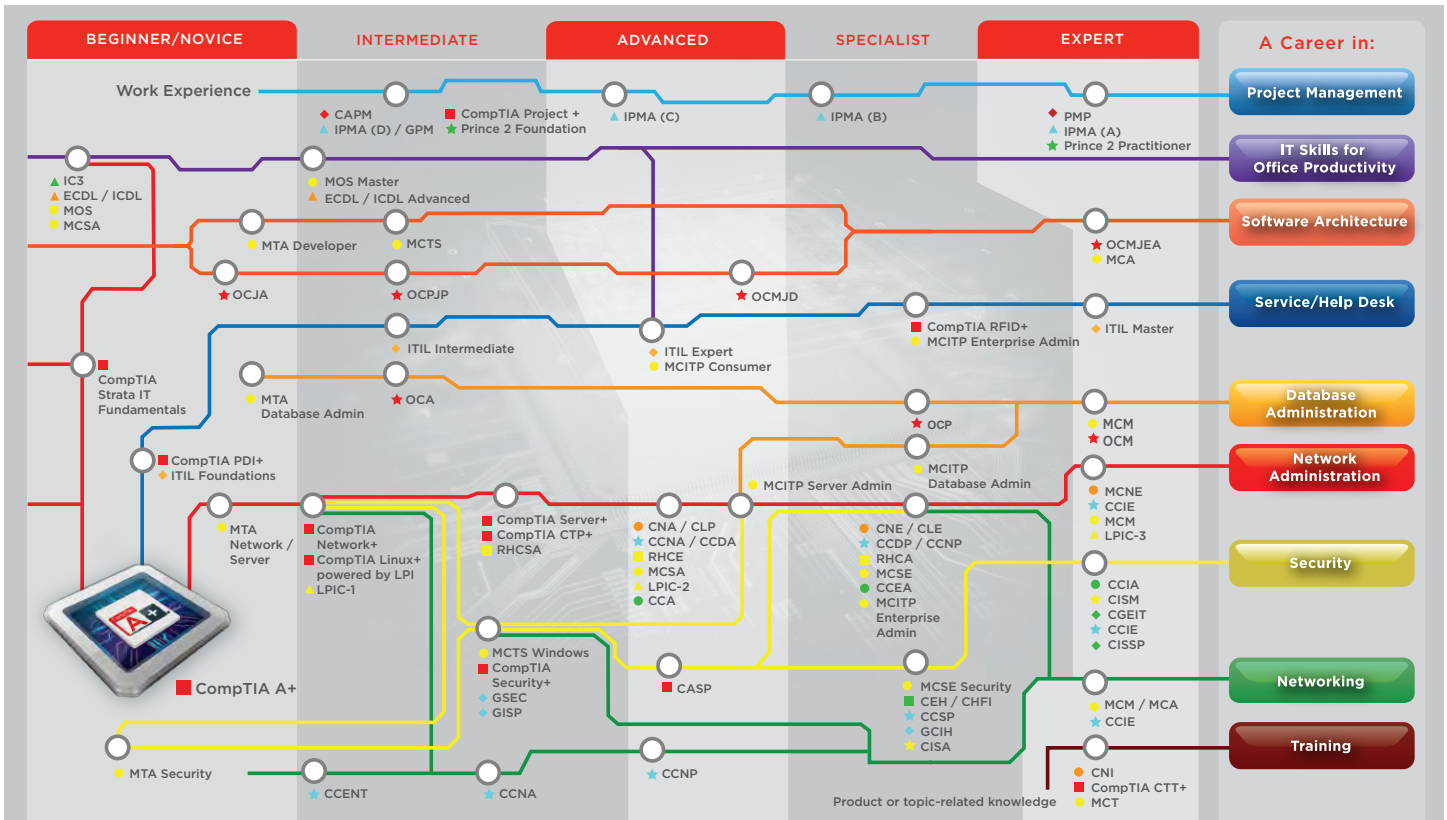 BEGINNER/NOVICE
INTERMEDIATE
ADVANCED
SPECIALIST
EXPERT
A Career in:
Work Experience
CAPM
IPMA (D) / GPM
CompTIA Project +
Prince 2 Foundation
IPMA (C)
IPMA (B)
PMP
IPMA (A)
Prince 2 Practitioner
Project Management
IC3
ECDL / ICDL
MOS
MCSA
MOS Master
ECDL / ICDL Advanced
IT Skills for
Office Productivity
MTA Developer
MCTS
OCMJEA
MCA
Software Architecture
OCJA
OCPJP
OCMJD
ITIL Intermediate
ITIL Expert
MCITP Consumer
CompTIA RFID+
MCITP Enterprise Admin
ITIL Master
Service/Help Desk
CompTIA
Strata IT
Fundamentals
MTA
Database Admin
OCA
OCP
MCM
OCM
Database
Administration
CompTIA PDI+
ITIL Foundations
MCITP
Database Admin
MCITP Server Admin
Network
Administration
MTA
Network /
Server
CompTIA
Network+
CompTIA Linux+
powered by LPI
LPIC-1
CompTIA Server+
CompTIA CTP+
RHCSA
CNA / CLP
CCNA / CCDA
RHCE
MCSA
LPIC-2
CCA
CNE / CLE
CCDP / CCNP
RHCA
MCSE
CCEA
MCITP
Enterprise
Admin
MCNE
CCIE
MCM
LPIC-3
Security
CCIA
CISM
CGEIT
CCIE
CISSP
A+
CompTIA A+
MCTS Windows
CompTIA
Security+
GSEC
GISP
CASP
MCSE Security
CEH / CHFI
CCSP
GCIH
CISA
Networking
MCM / MCA
CCIE
MTA Security
CCENT
CCNA
CCNP
Training
CNI
CompTIA CTT+
MCT
Product or topic-related knowledge